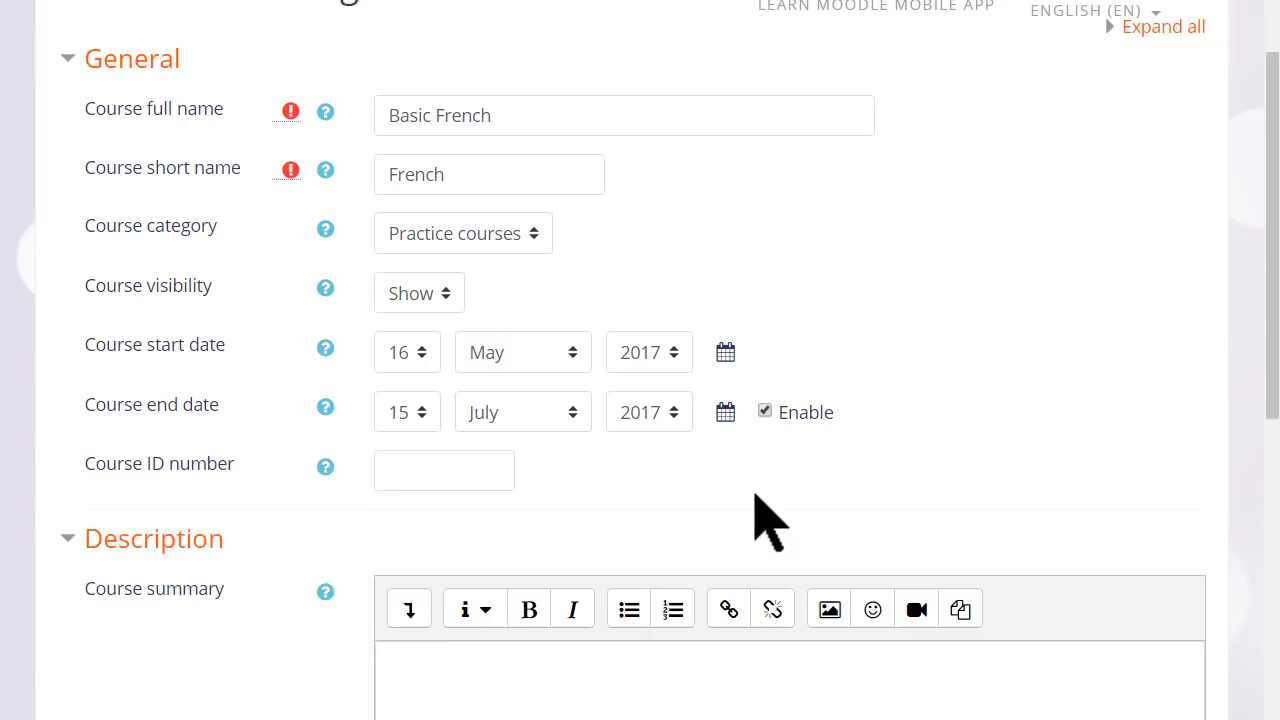 LEARN MOODLE MOBILE APP ENGLISH (EN)
Expand all
General
Course full name Basic French
Course short name French
Course category Practice courses
Course visibility Show
Course start date 16 May 2017
Course end date 15 July 2017 Enable
Course ID number
Description
Course summary